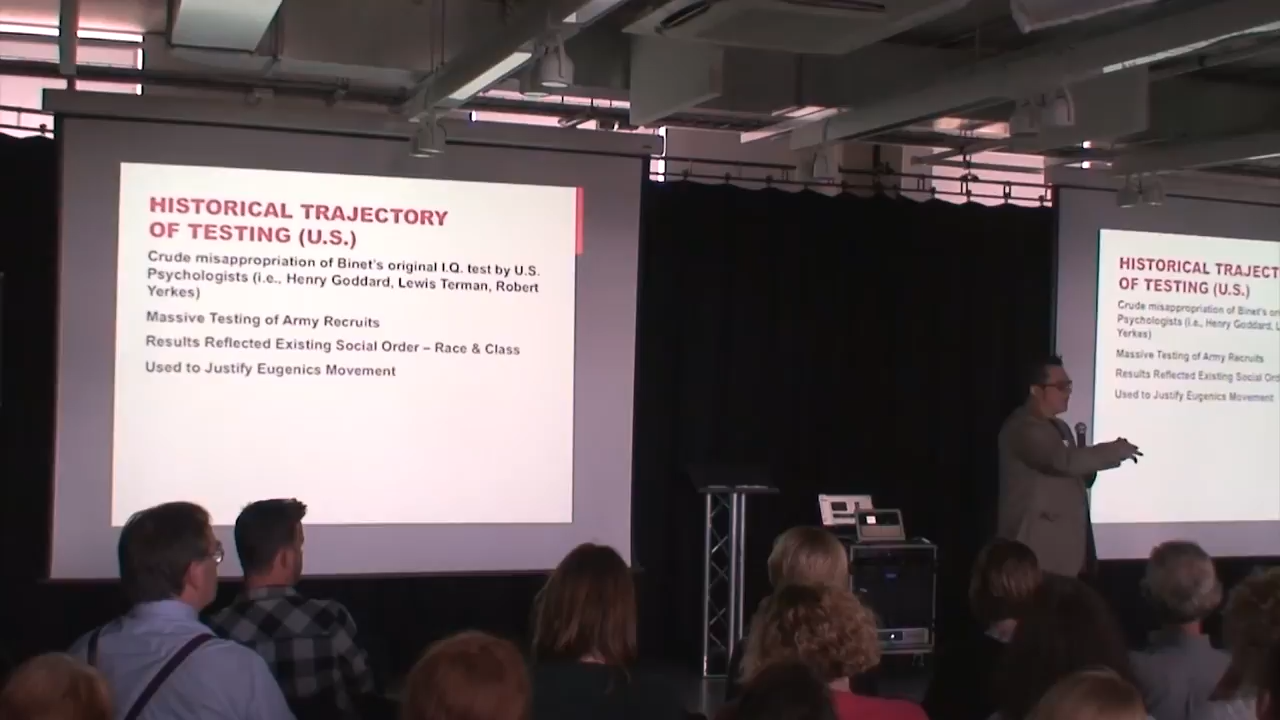 HISTORICAL TRAJECTORY
OF TESTING (U.S.)
Crude misappropriation of Binet's original I.Q. test by U.S.
Psychologists (i.e., Henry Goddard, Lewis Terman, Robert
Yerkes)
Massive Testing of Army Recruits
Results Reflected Existing Social Order – Race & Class
Used to Justify Eugenics Movement
HISTORICAL TRAJECT
OF TESTING (U.S.)
Crude misappropriation of Binet's or
Psychologists (i.e., Henry Goddard, L
Yerkes)
Massive Testing of Army Recruits
Results Reflected Existing Social Ord
Used to Justify Eugenics Movement